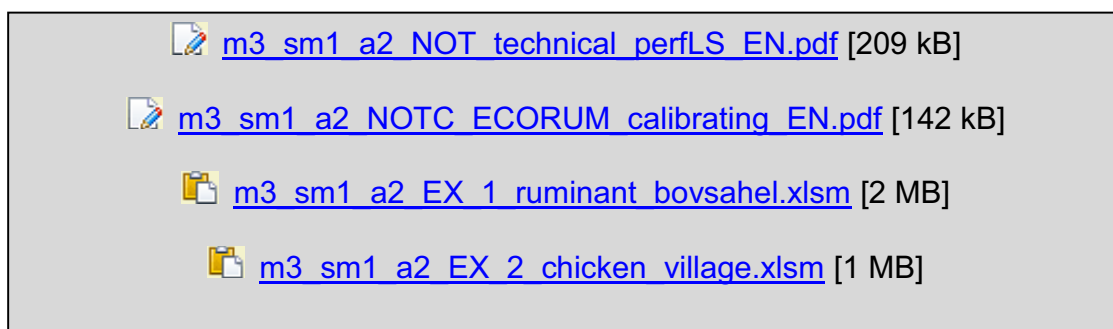 m3_sm1_a2_NOT_technical_perfLS_EN.pdf [209 kB]
m3_sm1_a2_NOTC_ECORUM_calibrating_EN.pdf [142 kB]
m3_sm1_a2_EX_1_ruminant_bovsahel.xlsm [2 MB]
m3_sm1_a2_EX_2_chicken_village.xlsm [1 MB]